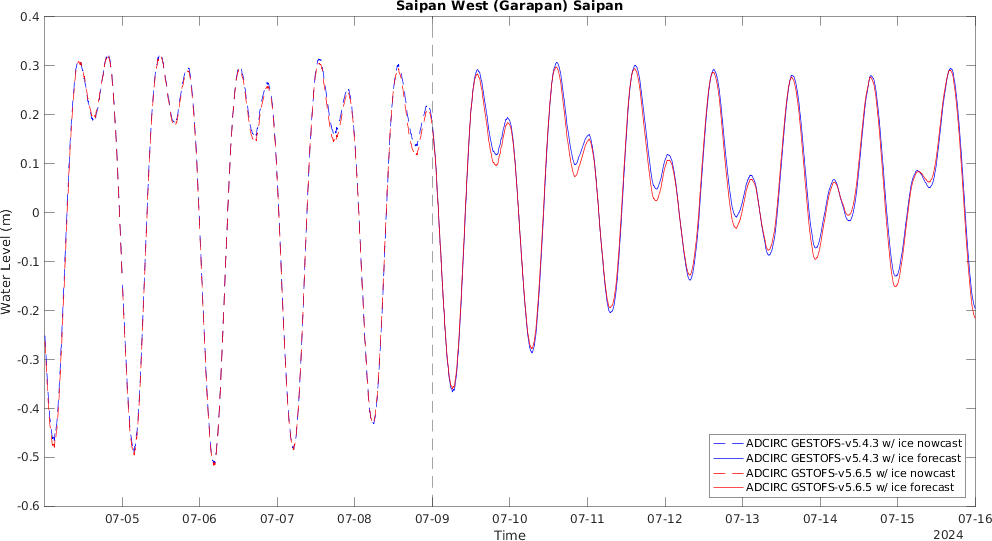 Saipan West (Garapan) Saipan
0.4
0.3
0.2
0.1
0
-0.1
-0.2
-0.3
-0.4
-0.5
-0.6
Water Level (m)
ADCIRC GESTOFS-v5.4.3 w/ ice nowcast
ADCIRC GESTOFS-v5.4.3 w/ ice forecast
ADCIRC GSTOFS-v5.6.5 w/ ice nowcast
ADCIRC GSTOFS-v5.6.5 w/ ice forecast
07-05 07-06 07-07 07-08 07-09 07-10 07-11 07-12 07-13 07-14 07-15 07-16
Time
2024